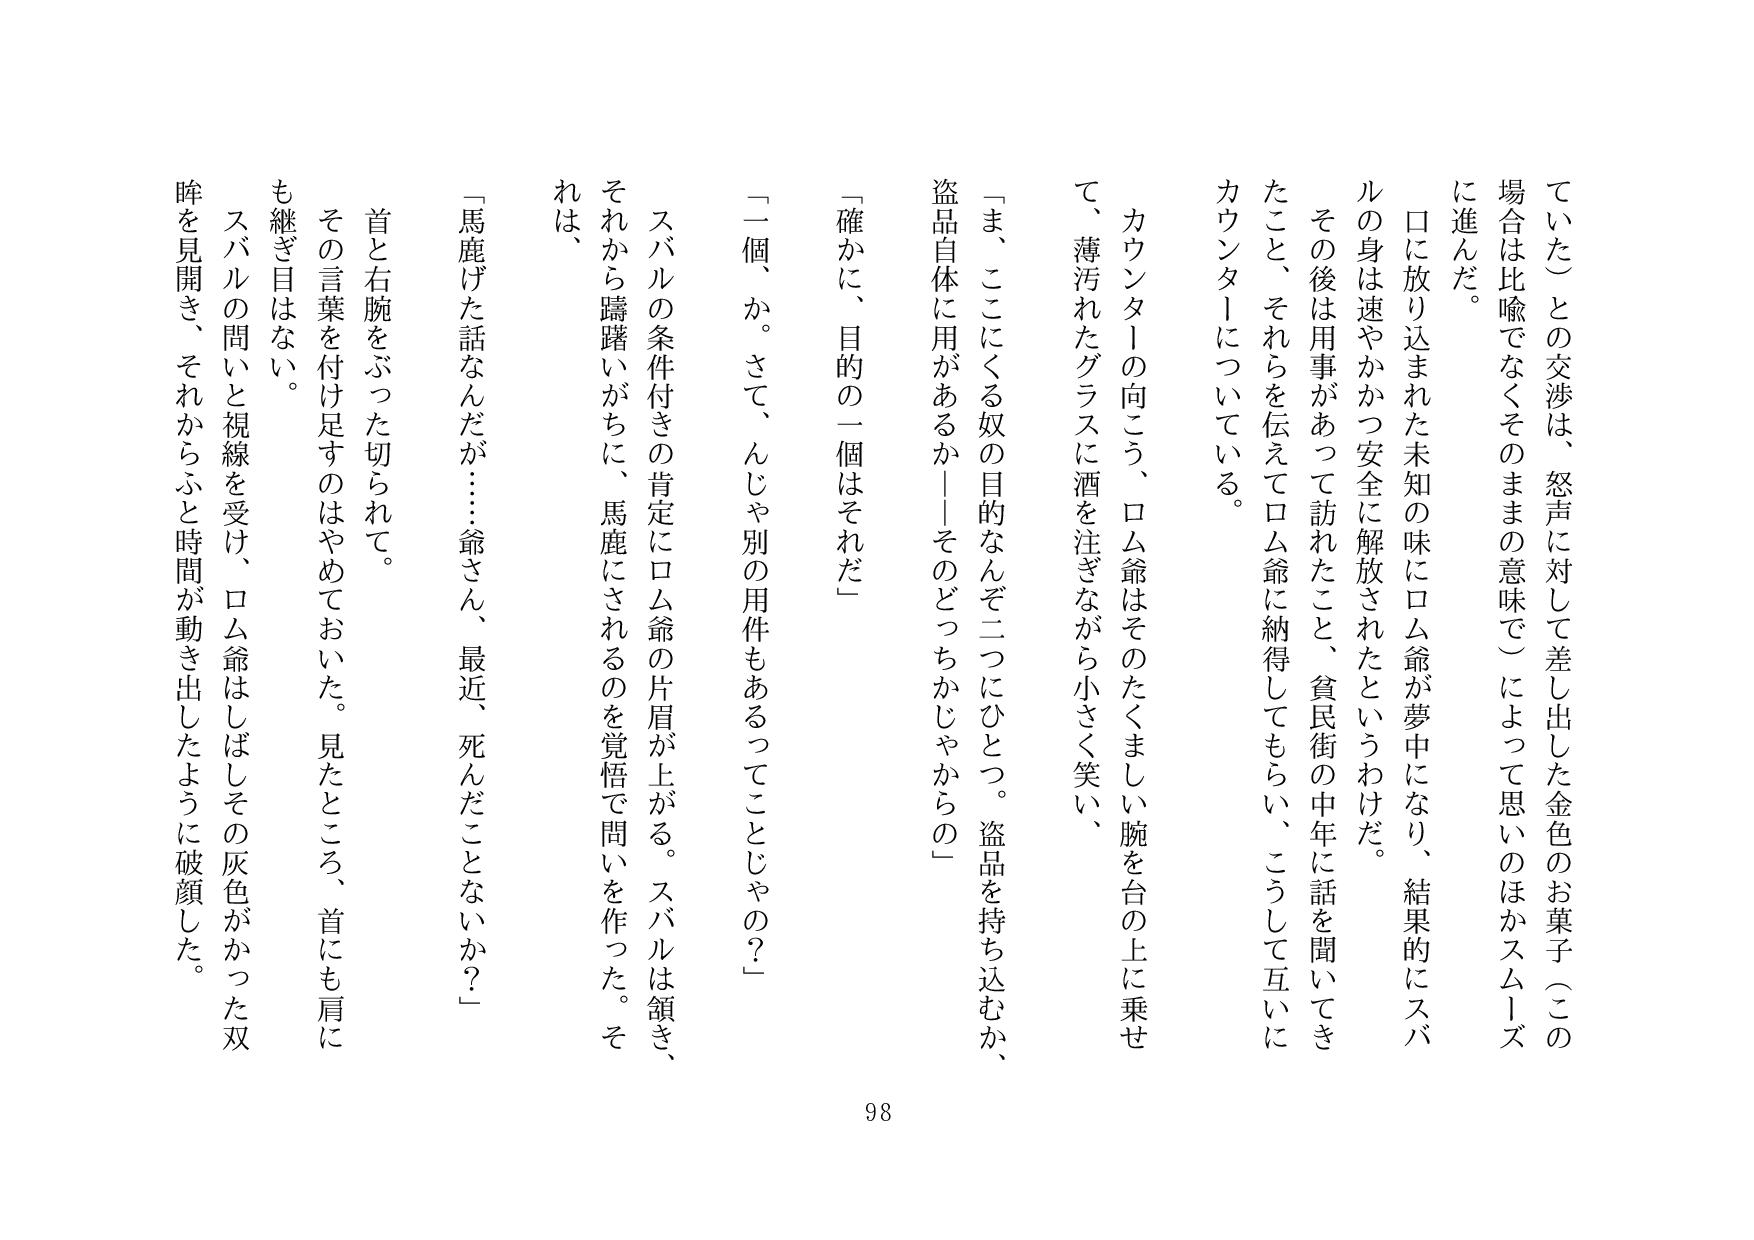 ていた）との交渉は、怒声に対して差し出した金色のお菓子（この
場合は比喩でなくそのままの意味で）によって思いのほかスムーズ
に進んだ。
　口に放り込まれた未知の味にロム爺が夢中になり、結果的にスバ
ルの身は速やかかつ安全に解放されたというわけだ。
　その後は用事があって訪れたこと、貧民街の中年に話を聞いてき
たこと、それらを伝えてロム爺に納得してもらい、こうして互いに
カウンターについている。
　カウンターの向こう、ロム爺はそのたくましい腕を台の上に乗せ
て、薄汚れたグラスに酒を注ぎながら小さく笑い、
「ま、ここにくる奴の目的なんぞ二つにひとつ。盗品を持ち込むか、
盗品自体に用があるか――そのどっちかじゃからの」
「確かに、目的の一個はそれだ」
「一個、か。さて、んじゃ別の用件もあるってことじゃの？」
　スバルの条件付きの肯定にロム爺の片眉が上がる。スバルは頷き、
それから躊躇いがちに、馬鹿にされるのを覚悟で問いを作った。そ
れは、
「馬鹿げた話なんだが……爺さん、最近、死んだことないか？」
　首と右腕をぶった切られて。
　その言葉を付け足すのはやめておいた。見たところ、首にも肩に
も継ぎ目はない。
　スバルの問いと視線を受け、ロム爺はしばしその灰色がかった双
眸を見開き、それからふと時間が動き出したように破顔した。
98